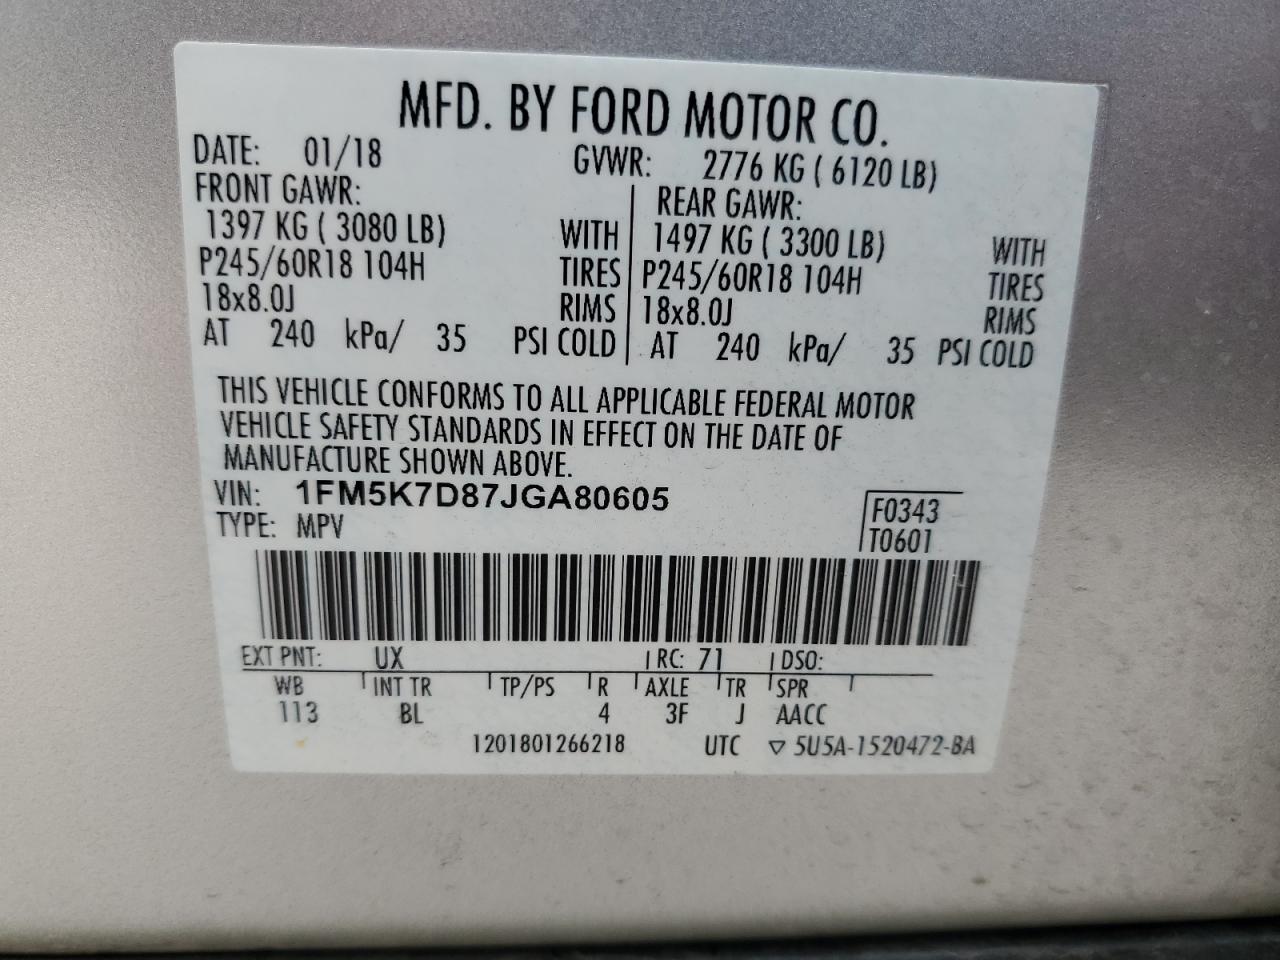 MFD. BY FORD MOTOR CO.
DATE: 01/18 GVWR: 2776 KG ( 6120 LB)
FRONT GAWR: REAR GAWR:
1397 KG ( 3080 LB) WITH 1497 KG ( 3300 LB) WITH
P245/60R18 104H TIRES P245/60R18 104H TIRES
18x8.0J RIMS 18x8.0J RIMS
AT 240 kPa/ 35 PSI COLD AT 240 kPa/ 35 PSI COLD
THIS VEHICLE CONFORMS TO ALL APPLICABLE FEDERAL MOTOR
VEHICLE SAFETY STANDARDS IN EFFECT ON THE DATE OF
MANUFACTURE SHOWN ABOVE.
VIN: 1FM5K7D87JGA80605 F0343
TYPE: MPV T0601
EXT PNT: UX RC: 71 DSO:
WB INT TR TP/PS R AXLE TR SPR
113 BL 4 3F J AACC
1201801266218 UTC ▽ 5U5A-1520472-BA